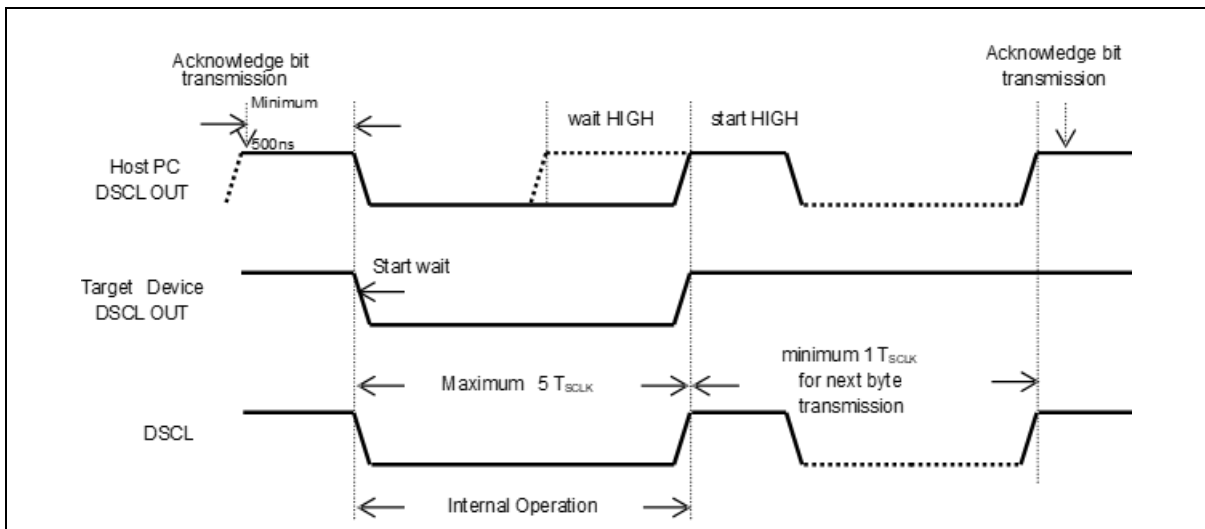 Acknowledge bit
transmission
Acknowledge bit
transmission
Minimum
500ns
wait HIGH
start HIGH
Host PC
DSCL OUT
Start wait
Target Device
DSCL OUT
Maximum 5 TSCLK
minimum 1 TSCLK
for next byte
transmission
DSCL
Internal Operation